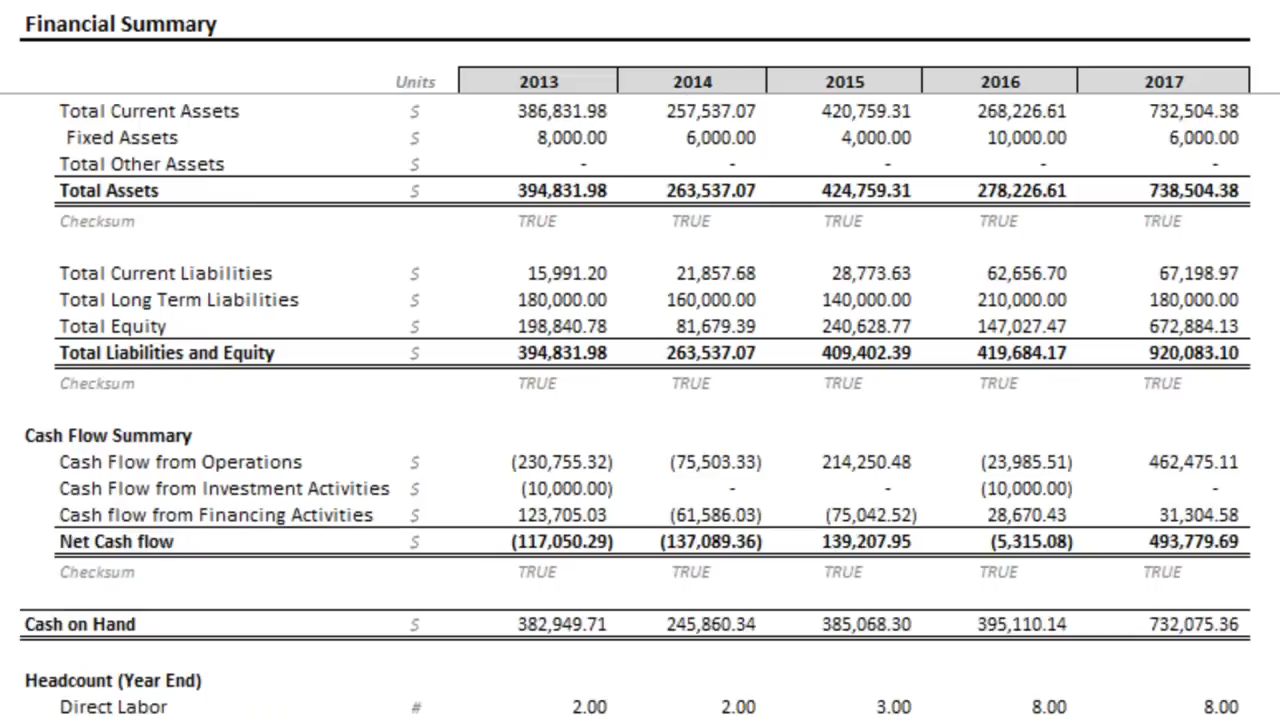 Financial Summary
Units 2013 2014 2015 2016 2017
Total Current Assets $ 386,831.98 257,537.07 420,759.31 268,226.61 732,504.38
Fixed Assets $ 8,000.00 6,000.00 4,000.00 10,000.00 6,000.00
Total Other Assets $ - - - - -
Total Assets $ 394,831.98 263,537.07 424,759.31 278,226.61 738,504.38
Checksum TRUE TRUE TRUE TRUE TRUE
Total Current Liabilities $ 15,991.20 21,857.68 28,773.63 62,656.70 67,198.97
Total Long Term Liabilities $ 180,000.00 160,000.00 140,000.00 210,000.00 180,000.00
Total Equity $ 198,840.78 81,679.39 240,628.77 147,027.47 672,884.13
Total Liabilities and Equity $ 394,831.98 263,537.07 409,402.39 419,684.17 920,083.10
Checksum TRUE TRUE TRUE TRUE TRUE
Cash Flow Summary
Cash Flow from Operations $ (230,755.32) (75,503.33) 214,250.48 (23,985.51) 462,475.11
Cash Flow from Investment Activities $ (10,000.00) - - (10,000.00) -
Cash flow from Financing Activities $ 123,705.03 (61,586.03) (75,042.52) 28,670.43 31,304.58
Net Cash flow $ (117,050.29) (137,089.36) 139,207.95 (5,315.08) 493,779.69
Checksum TRUE TRUE TRUE TRUE TRUE
Cash on Hand $ 382,949.71 245,860.34 385,068.30 395,110.14 732,075.36
Headcount (Year End)
Direct Labor # 2.00 2.00 3.00 8.00 8.00